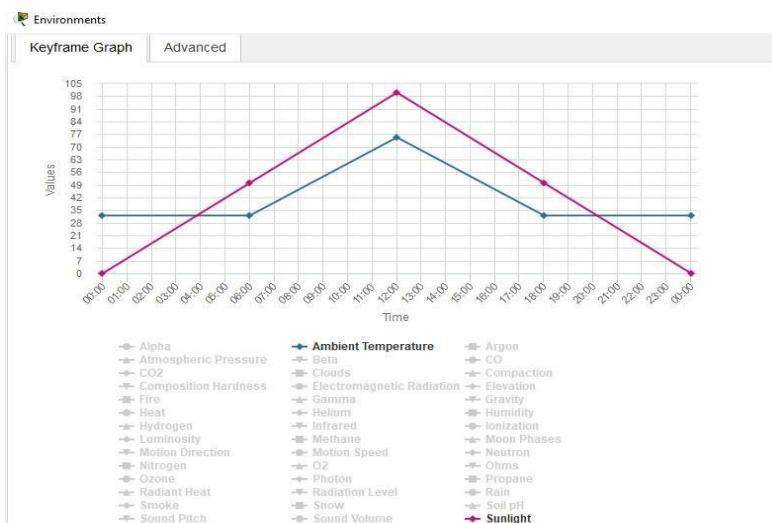 Environments
Keyframe Graph Advanced
105
98
91
84
77
70
63
56
49
42
35
28
21
14
7
0
Values
00:00 01:00 02:00 03:00 04:00 05:00 06:00 07:00 08:00 09:00 10:00 11:00 12:00 13:00 14:00 15:00 16:00 17:00 18:00 19:00 20:00 21:00 22:00 23:00 00:00
Time
Alpha Ambient Temperature Argon
Atmospheric Pressure Beta CO
CO2 Clouds Compaction
Composition Hardness Electromagnetic Radiation Elevation
Fire Gamma Gravity
Heat Helium Humidity
Hydrogen Infrared Ionization
Luminosity Methane Moon Phases
Motion Direction Motion Speed Neutron
Nitrogen O2 Ohms
Ozone Photon Propane
Radiant Heat Radiation Level Rain
Smoke Snow Soil pH
Sound Pitch Sound Volume Sunlight